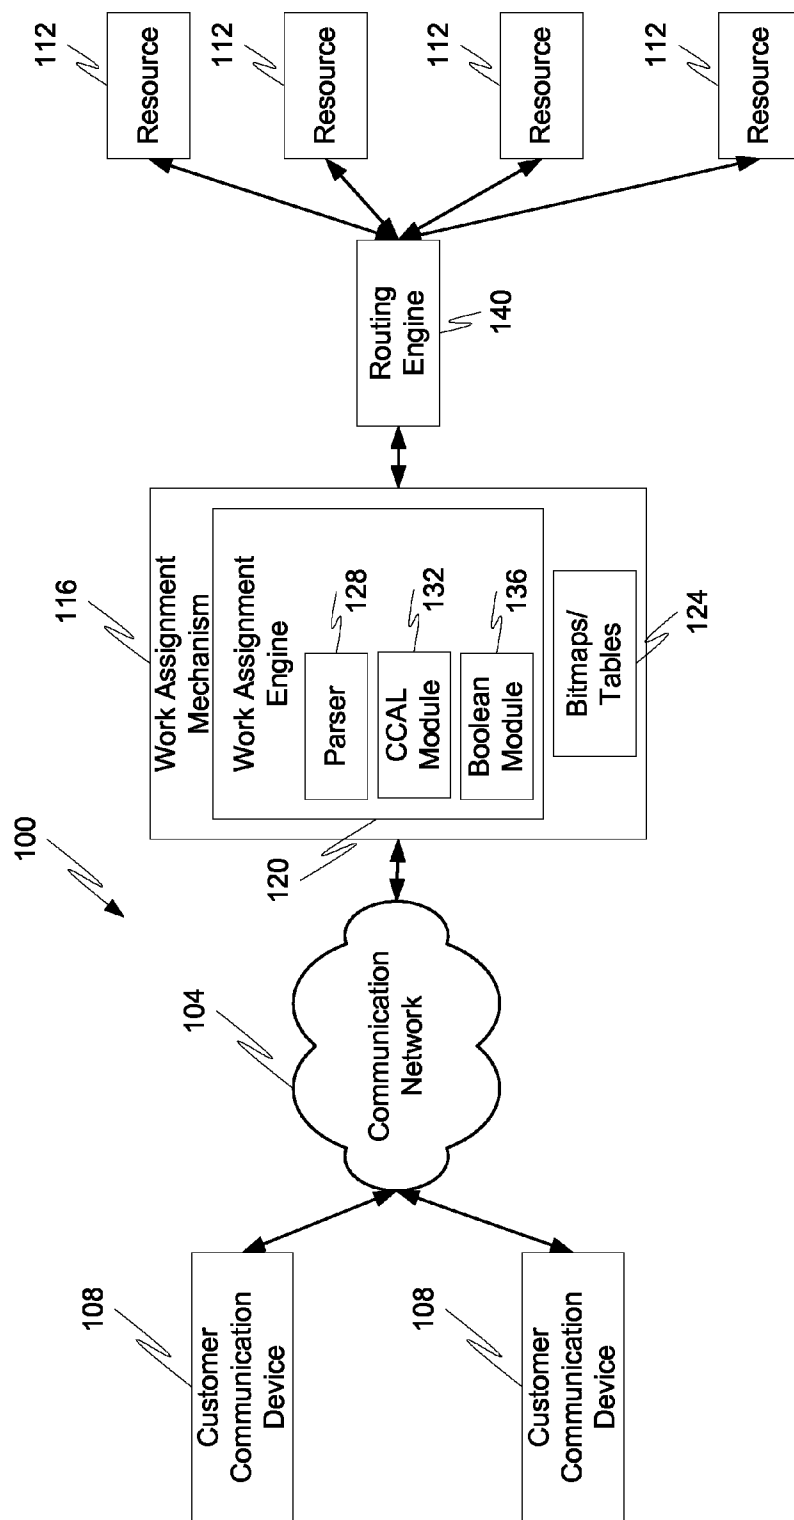 100
108
Customer
Communication
Device
108
Customer
Communication
Device
104
Communication
Network
116
Work Assignment
Mechanism
120
Work Assignment
Engine
Parser
128
CCAL
Module
132
Boolean
Module
136
Bitmaps/
Tables
124
Routing
Engine
140
112
Resource
112
Resource
112
Resource
112
Resource